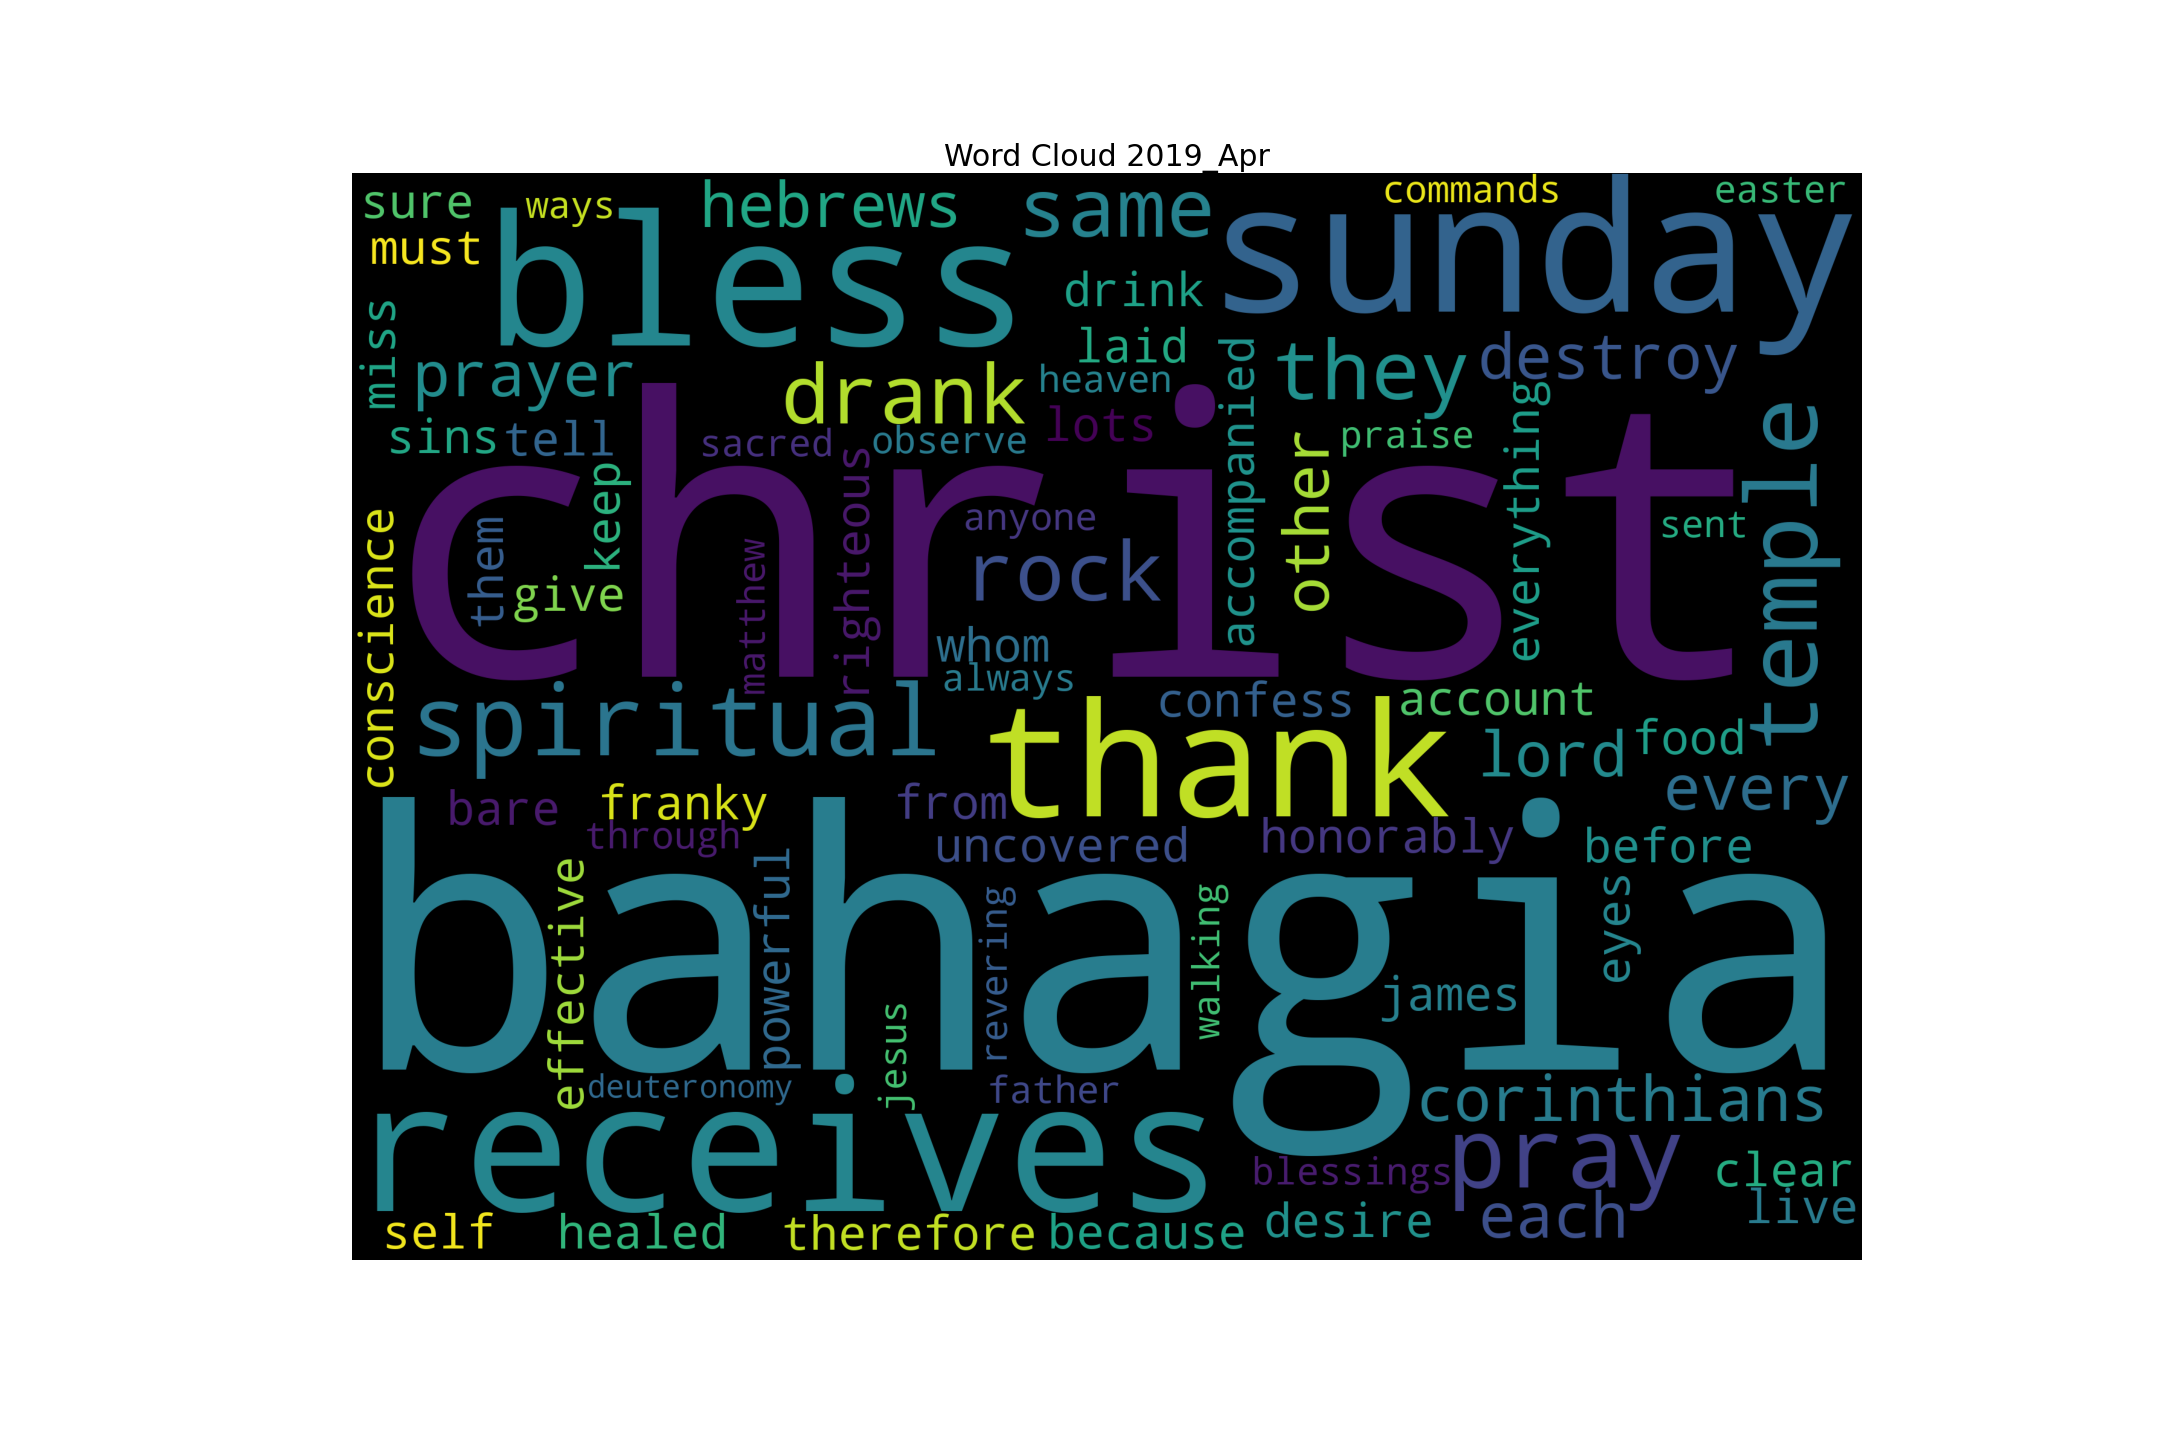 Word Cloud 2019_Apr
sure
ways
hebrews
same
commands
easter
must
bless
sunday
drink
miss
prayer
drank
laid
heaven
accompanied
they
destroy
sins
tell
sacred
observe
lots
other
praise
everything
temple
christ
keep
righteous
conscience
them
give
matthew
anyone
rock
sent
whom
always
spiritual
confess
account
thank
lord
food
every
bare
franky
from
through
uncovered
honorably
before
bahagia
effective
powerful
revering
walking
eyes
james
jesus
deuteronomy
father
corinthians
receives
pray
blessings
clear
live
self
healed
therefore
because
desire
each